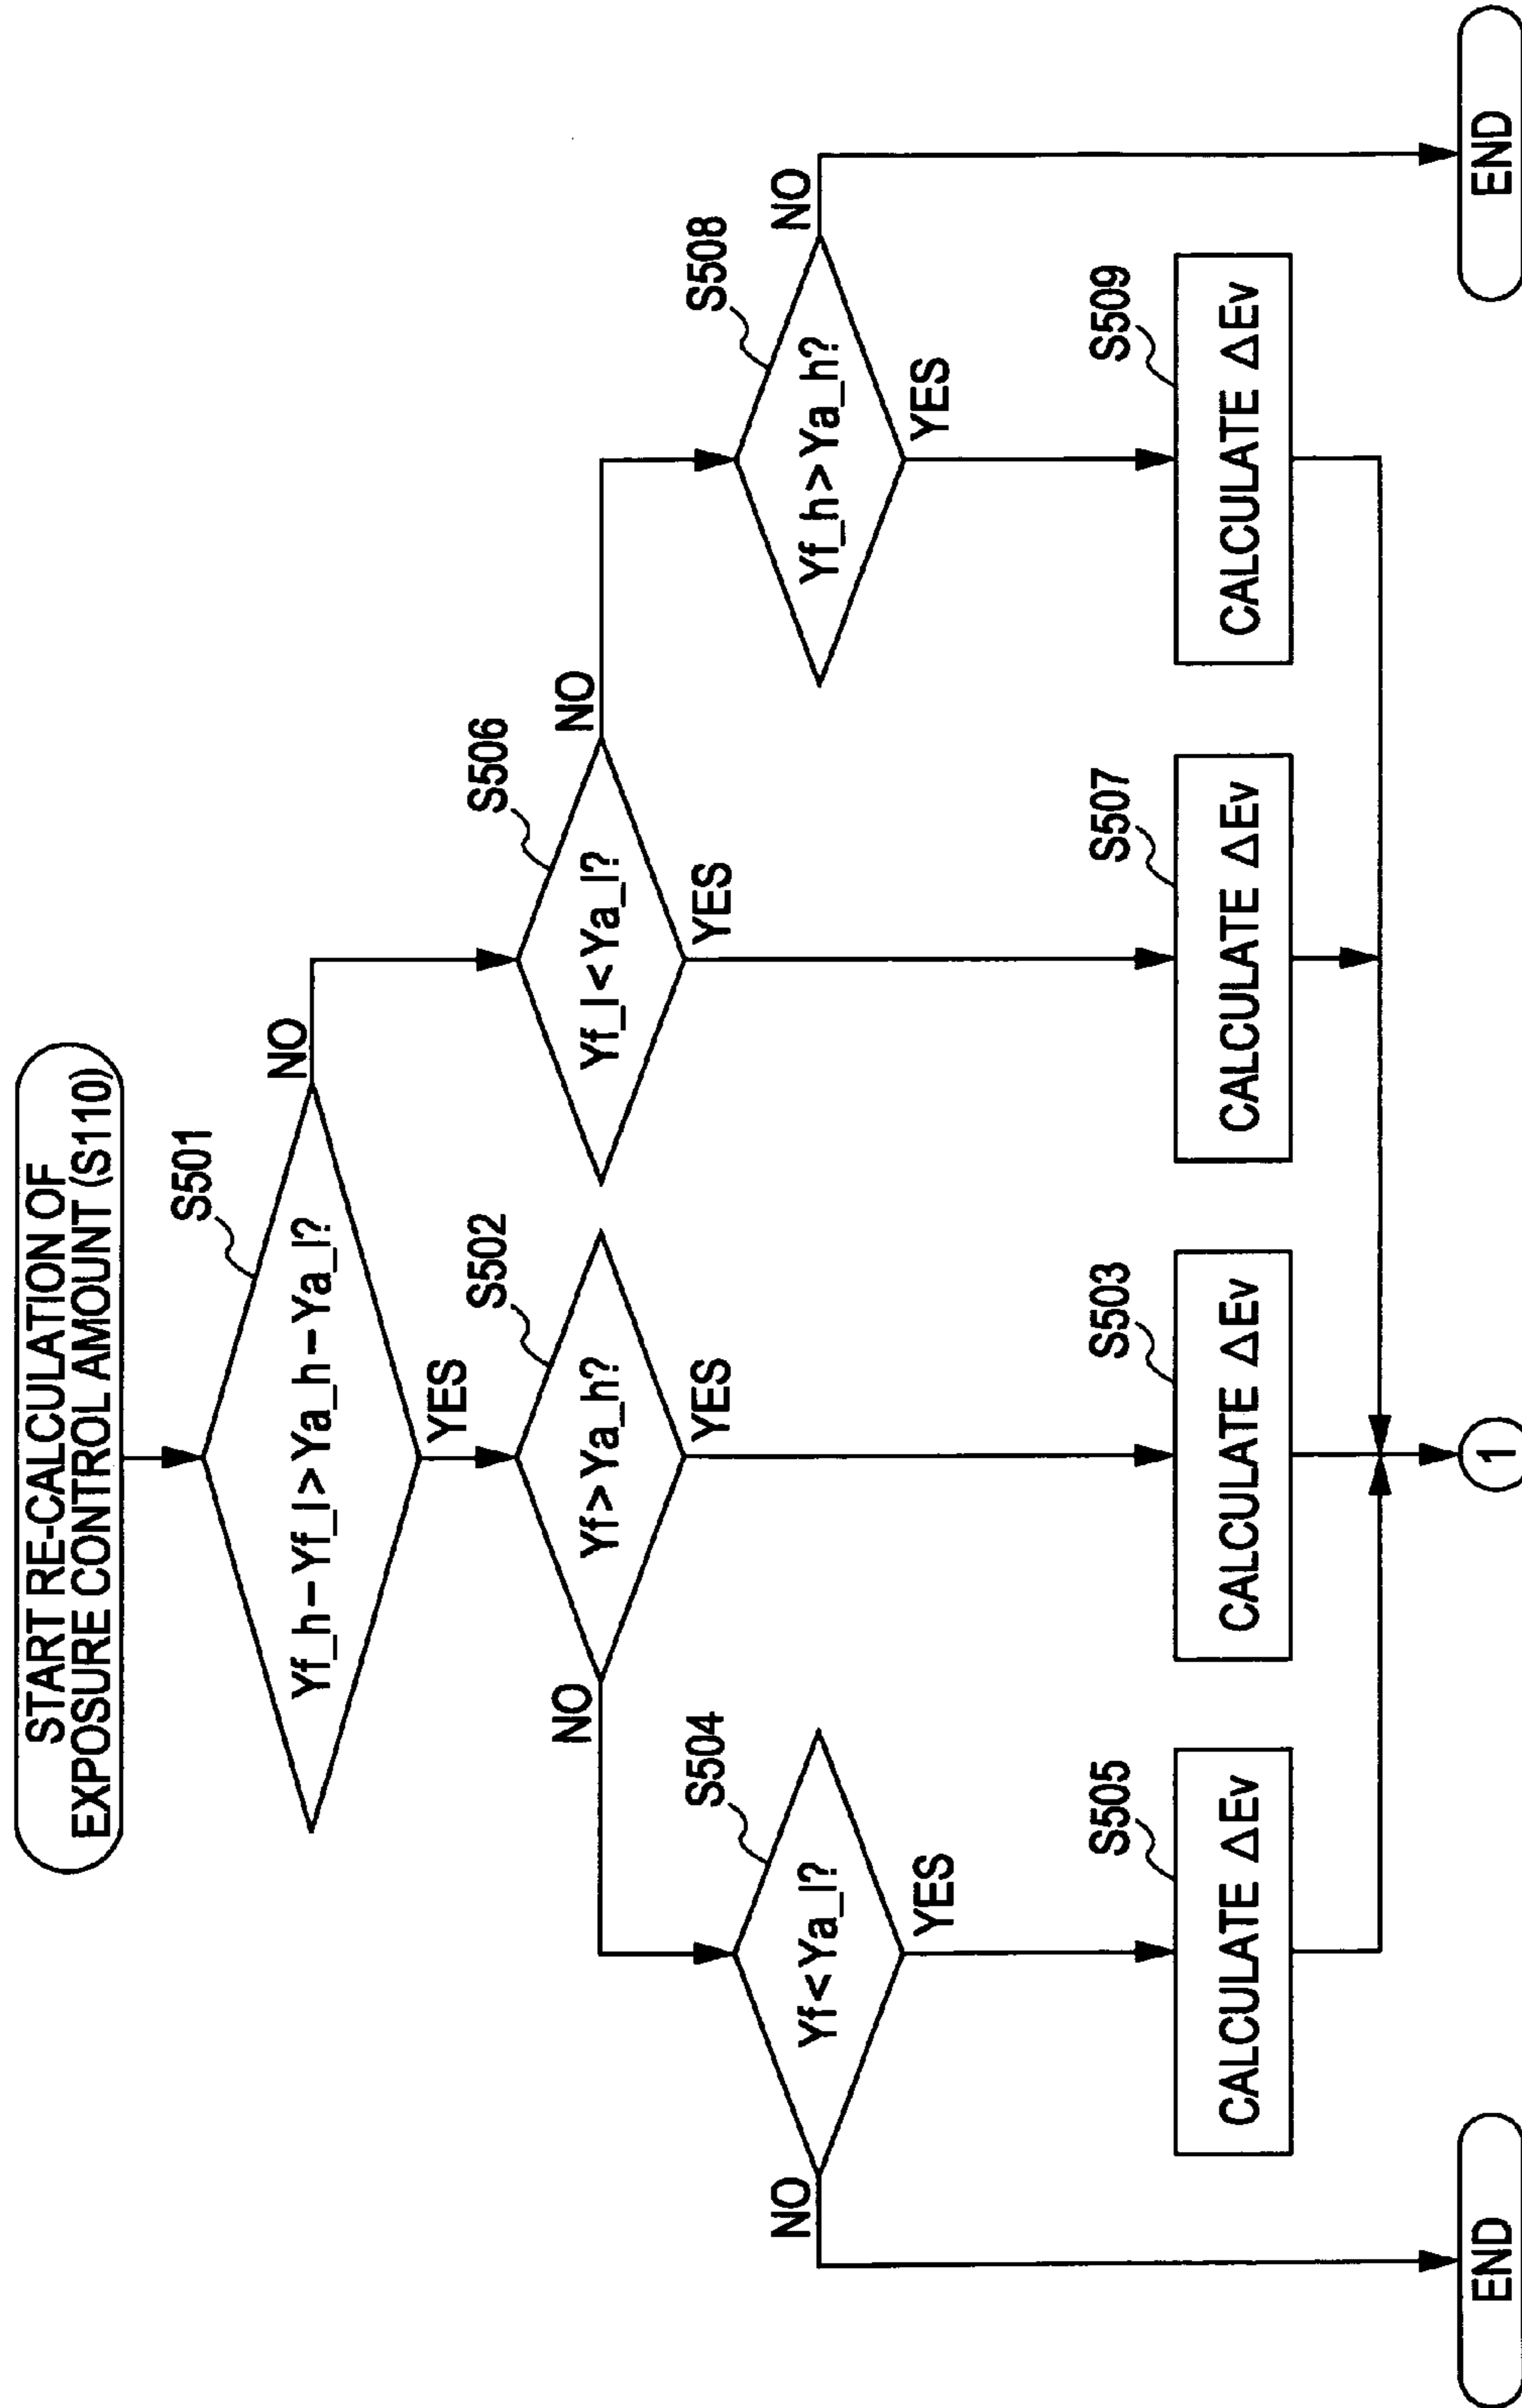 START RE-CALCULATION OF
EXPOSURE CONTROL AMOUNT (S110)
S501
Yf_h−Yf_l>Ya_h−Ya_l?
NO
YES
S502
Yf>Ya_h?
NO
YES
S506
Yf_l<Ya_l?
NO
YES
S504
Yf<Ya_l?
NO
YES
S508
Yf_h>Ya_h?
NO
YES
S505
CALCULATE ΔEv
S503
CALCULATE ΔEv
S507
CALCULATE ΔEv
S509
CALCULATE ΔEv
END
1
END